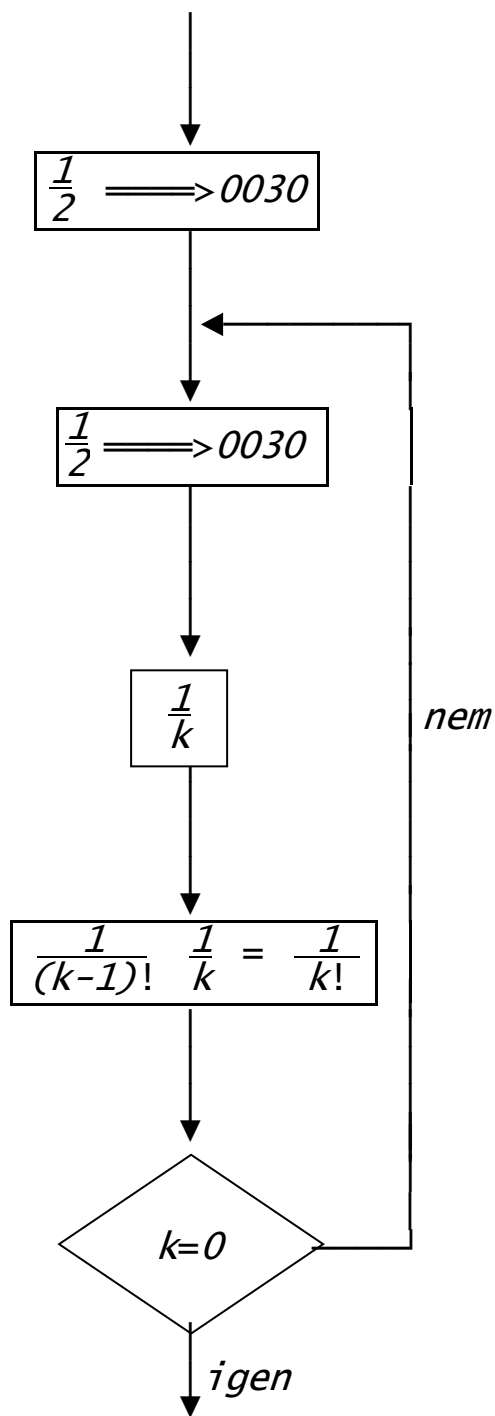 1/2 ═════>0030
1/2 ═════>0030
1/k
nem
1/(k-1)! 1/k = 1/k!
k=0
igen